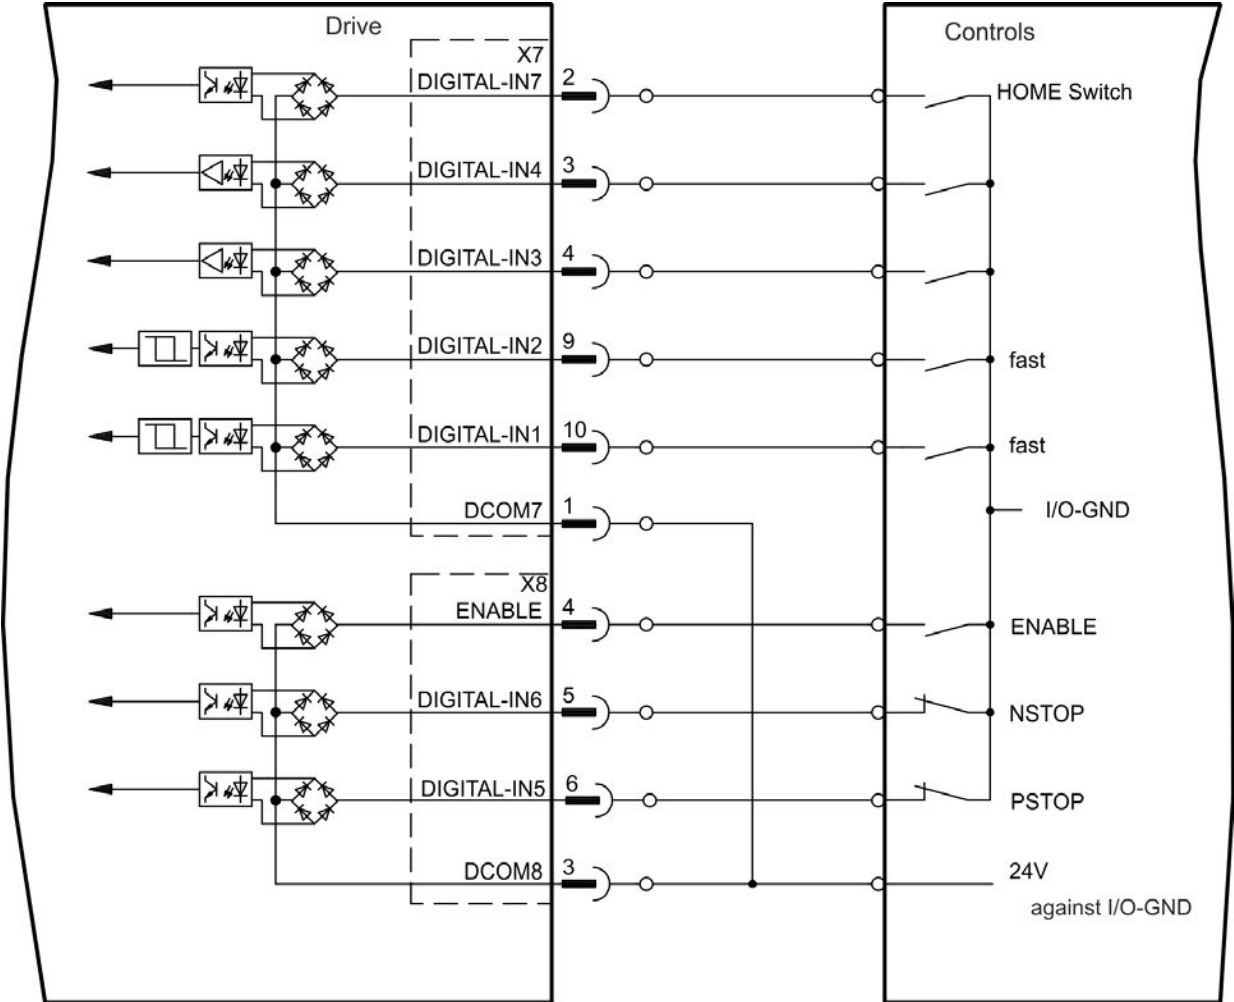 Drive
Controls
X7
DIGITAL-IN7 2 HOME Switch
DIGITAL-IN4 3
DIGITAL-IN3 4
DIGITAL-IN2 9 fast
DIGITAL-IN1 10 fast
DCOM7 1 I/O-GND
X8
ENABLE 4 ENABLE
DIGITAL-IN6 5 NSTOP
DIGITAL-IN5 6 PSTOP
DCOM8 3 24V
against I/O-GND